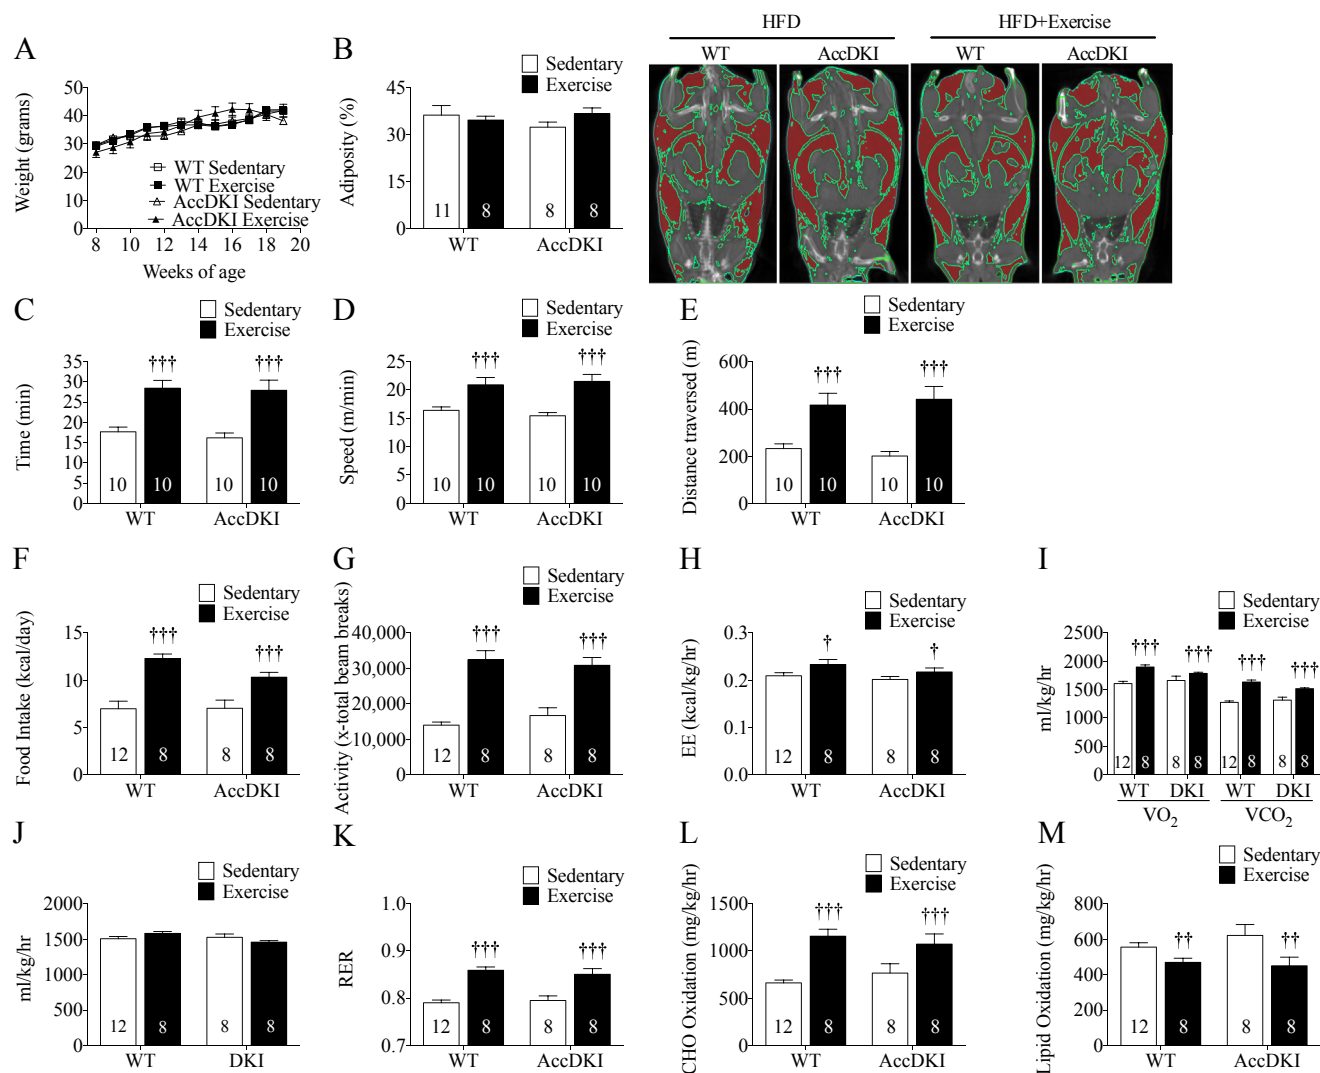 HFD
HFD+Exercise
WT
AccDKI
WT
AccDKI
A
Weight (grams)
50
40
30
20
10
0
WT Sedentary
WT Exercise
AccDKI Sedentary
AccDKI Exercise
8 10 12 14 16 18 20
Weeks of age
B
Sedentary
Exercise
Adiposity (%)
45
30
15
0
11 8 8 8
WT AccDKI
C
Sedentary
Exercise
Time (min)
35
30
25
20
15
10
5
0
††† †††
10 10 10 10
WT AccDKI
D
Sedentary
Exercise
Speed (m/min)
25
20
15
10
5
0
††† †††
10 10 10 10
WT AccDKI
E
Sedentary
Exercise
Distance traversed (m)
600
400
200
0
††† †††
10 10 10 10
WT AccDKI
F
Sedentary
Exercise
Food Intake (kcal/day)
15
10
5
0
††† †††
12 8 8 8
WT AccDKI
G
Sedentary
Exercise
Activity (x-total beam breaks)
40,000
30,000
20,000
10,000
0
††† †††
12 8 8 8
WT AccDKI
H
Sedentary
Exercise
EE (kcal/kg/hr)
0.3
0.2
0.1
0.0
† †
12 8 8 8
WT AccDKI
I
Sedentary
Exercise
ml/kg/hr
2500
2000
1500
1000
500
0
††† ††† ††† †††
12 8 8 8 12 8 8 8
WT DKI WT DKI
VO2 VCO2
J
Sedentary
Exercise
ml/kg/hr
2000
1500
1000
500
0
12 8 8 8
WT DKI
K
Sedentary
Exercise
RER
1.0
0.9
0.8
0.7
††† †††
12 8 8 8
WT AccDKI
L
Sedentary
Exercise
CHO Oxidation (mg/kg/hr)
1500
1000
500
0
††† †††
12 8 8 8
WT AccDKI
M
Sedentary
Exercise
Lipid Oxidation (mg/kg/hr)
800
600
400
200
0
†† ††
12 8 8 8
WT AccDKI